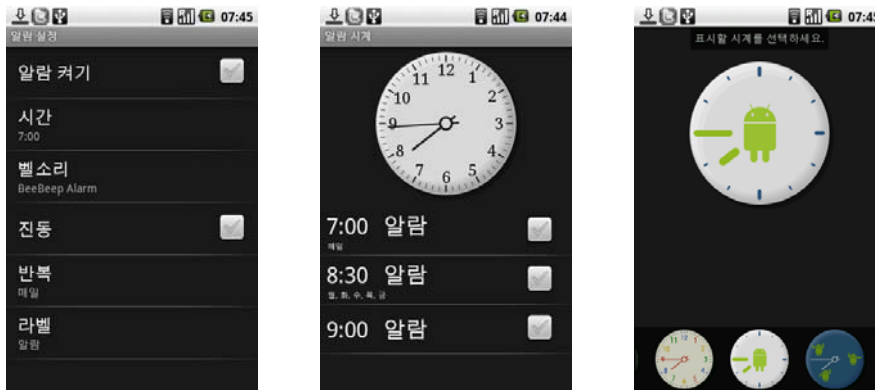 07:45
알람 설정
알람 켜기
시간
7:00
벨소리
BeeBeep Alarm
진동
반복
매일
라벨
알람
07:44
알람 시계
12
1
2
3
4
5
6
7
8
9
10
11
7:00 알람
매일
8:30 알람
월, 화, 수, 목, 금
9:00 알람
07:45
표시할 시계를 선택하세요.